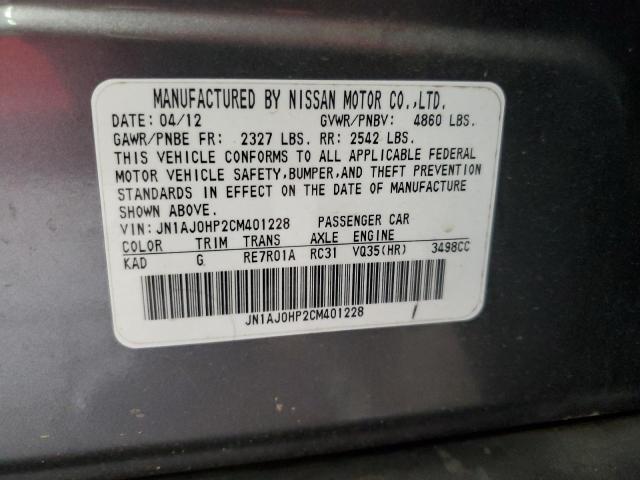 MANUFACTURED BY NISSAN MOTOR CO.,LTD.
DATE: 04/12 GVWR/PNBV: 4860 LBS.
GAWR/PNBE FR: 2327 LBS. RR: 2542 LBS.
THIS VEHICLE CONFORMS TO ALL APPLICABLE FEDERAL
MOTOR VEHICLE SAFETY,BUMPER,AND THEFT PREVENTION
STANDARDS IN EFFECT ON THE DATE OF MANUFACTURE
SHOWN ABOVE.
VIN: JN1AJ0HP2CM401228 PASSENGER CAR
COLOR TRIM TRANS AXLE ENGINE
KAD G RE7R01A RC31 VQ35(HR) 3498CC
JN1AJ0HP2CM401228